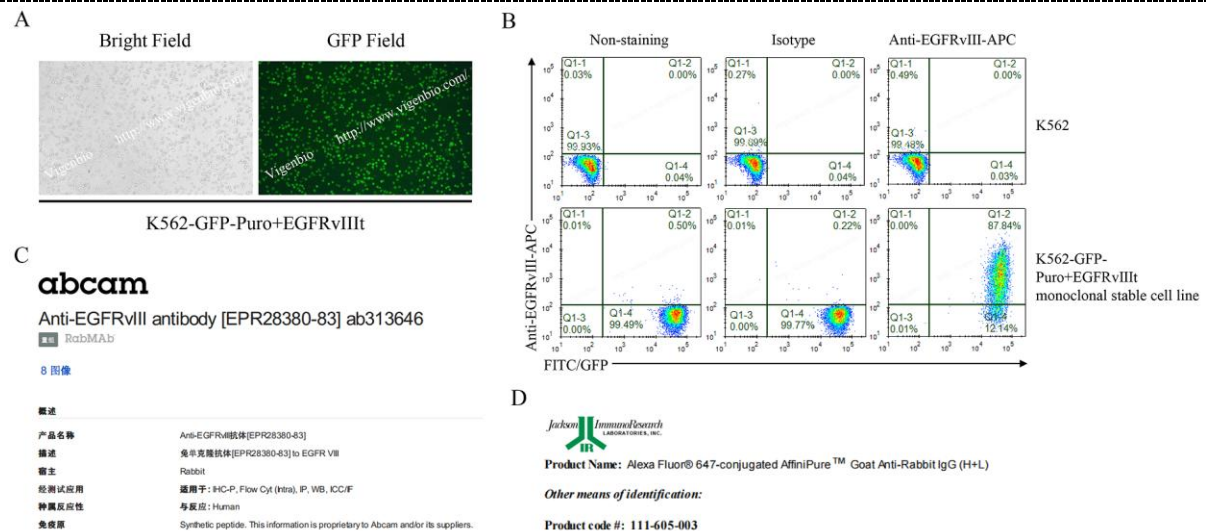 A
Bright Field
GFP Field
Vigenbio http://www.vigenbio.com/
Vigenbio http://www.vigenbio.com/
K562-GFP-Puro+EGFRvIIIt
B
Non-staining
Isotype
Anti-EGFRvIII-APC
Q1-1
0.03%
Q1-2
0.00%
Q1-3
99.93%
Q1-4
0.04%
Q1-1
0.27%
Q1-2
0.00%
Q1-3
99.69%
Q1-4
0.04%
Q1-1
0.49%
Q1-2
0.00%
Q1-3
99.48%
Q1-4
0.03%
K562
Q1-1
0.01%
Q1-2
0.50%
Q1-3
0.00%
Q1-4
99.49%
Q1-1
0.01%
Q1-2
0.22%
Q1-3
0.00%
Q1-4
99.77%
Q1-1
0.00%
Q1-2
87.84%
Q1-3
0.01%
Q1-4
12.14%
K562-GFP-
Puro+EGFRvIIIt
monoclonal stable cell line
Anti-EGFRvIII-APC
FITC/GFP
C
abcam
Anti-EGFRvIII antibody [EPR28380-83] ab313646
重组 RabMAb
8 图像
概述
产品名称 Anti-EGFRvIII抗体[EPR28380-83]
描述 兔单克隆抗体[EPR28380-83] to EGFR VIII
宿主 Rabbit
经测试应用 适用于: IHC-P, Flow Cyt (Intra), IP, WB, ICC/IF
种属反应性 与反应: Human
免疫原 Synthetic peptide. This information is proprietary to Abcam and/or its suppliers.
D
Jackson ImmunoResearch
LABORATORIES, INC.
IR
Product Name: Alexa Fluor® 647-conjugated AffiniPure™ Goat Anti-Rabbit IgG (H+L)
Other means of identification:
Product code #: 111-605-003